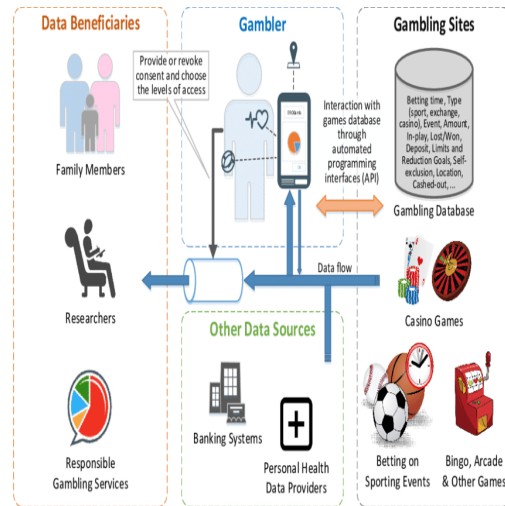 Data Beneficiaries
Gambler
Gambling Sites
Provide or revoke
consent and choose
the levels of access
Family Members
Interaction with
games database
through
automated
programming
interfaces (API)
Betting time, Type
(sport, exchange,
casino), Event, Amount,
In-play, Lost/Won,
Deposit, Limits and
Reduction Goals, Self-
exclusion, Location,
Cashed-out, ...
Gambling Database
Data flow
Researchers
Casino Games
Other Data Sources
Banking Systems
Personal Health
Data Providers
Responsible
Gambling Services
Betting on
Sporting Events
Bingo, Arcade
& Other Games